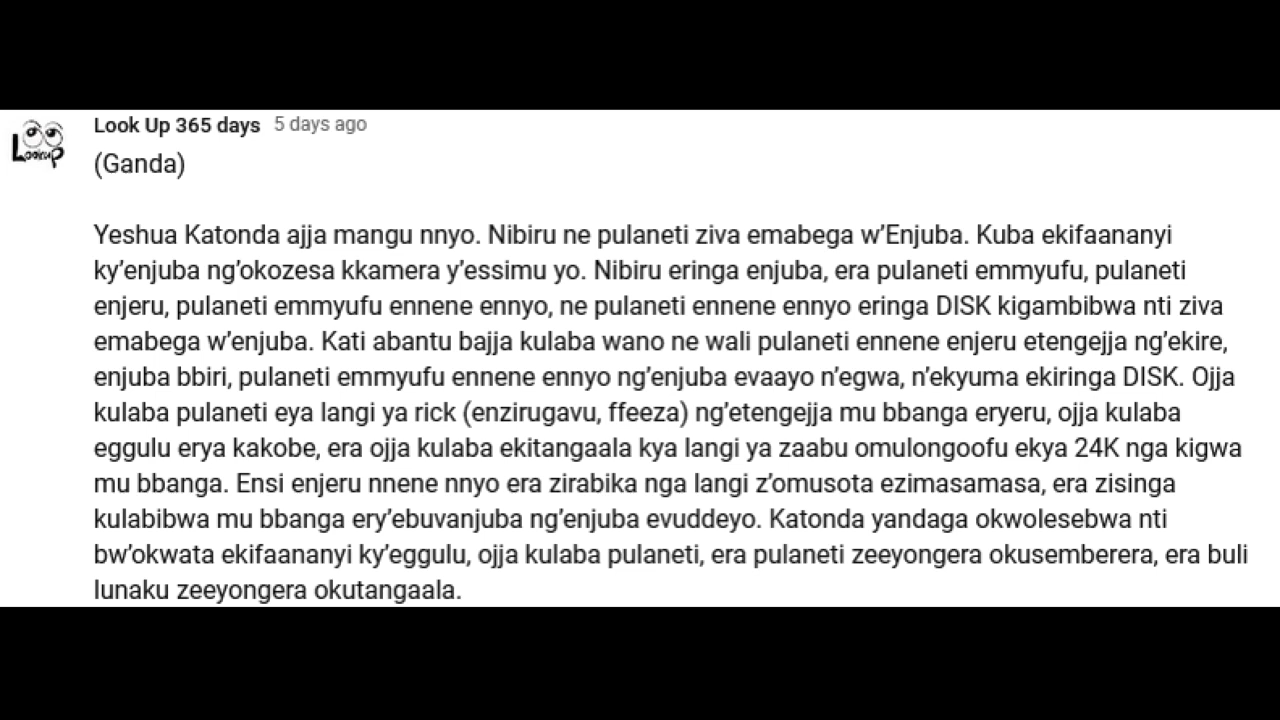 Look Up 365 days 5 days ago
Lookup
(Ganda)
Yeshua Katonda ajja mangu nnyo. Nibiru ne pulaneti ziva emabega w’Enjuba. Kuba ekifaananyi
ky’enjuba ng’okozesa kkamera y’essimu yo. Nibiru eringa enjuba, era pulaneti emmyufu, pulaneti
enjeru, pulaneti emmyufu ennene ennyo, ne pulaneti ennene ennyo eringa DISK kigambibwa nti ziva
emabega w’enjuba. Kati abantu bajja kulaba wano ne wali pulaneti ennene enjeru etengejja ng’ekire,
enjuba bbiri, pulaneti emmyufu ennene ennyo ng’enjuba evaayo n’egwa, n’ekyuma ekiringa DISK. Ojja
kulaba pulaneti eya langi ya rick (enzirugavu, ffeeza) ng’etengejja mu bbanga eryeru, ojja kulaba
eggulu erya kakobe, era ojja kulaba ekitangaala kya langi ya zaabu omulongoofu ekya 24K nga kigwa
mu bbanga. Ensi enjeru nnene nnyo era zirabika nga langi z’omusota ezimasamasa, era zisinga
kulabibwa mu bbanga ery’ebuvanjuba ng’enjuba evuddeyo. Katonda yandaga okwolesebwa nti
bw’okwata ekifaananyi ky’eggulu, ojja kulaba pulaneti, era pulaneti zeeyongera okusemberera, era buli
lunaku zeeyongera okutangaala.